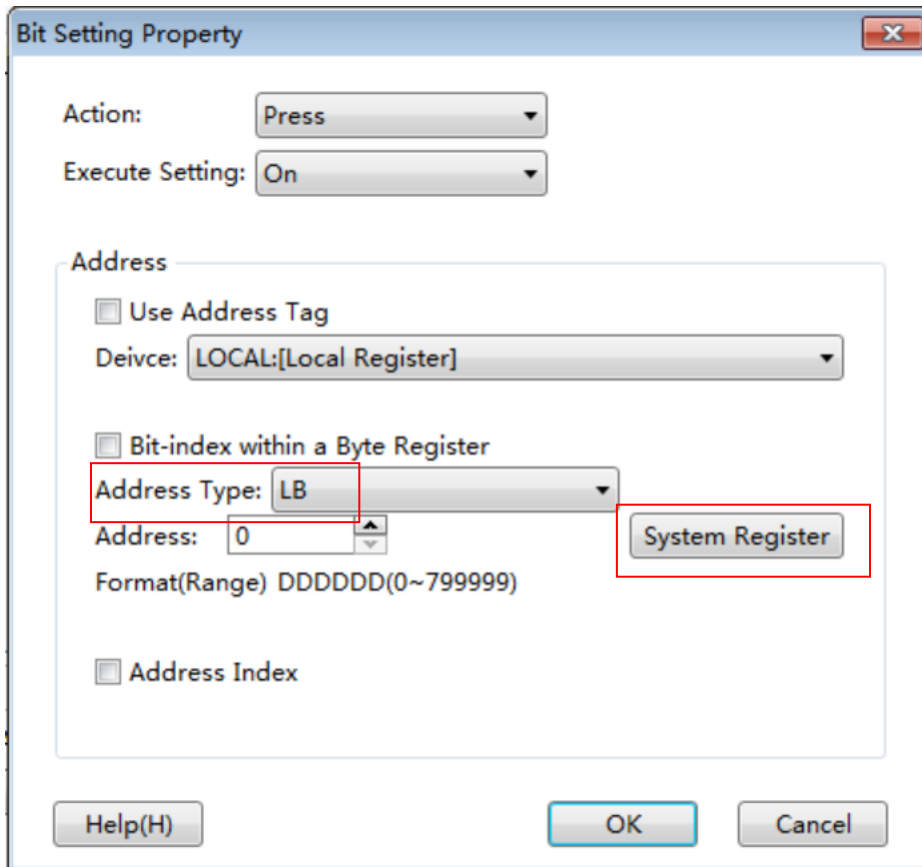 Bit Setting Property
Action: Press
Execute Setting: On
Address
Use Address Tag
Deivce: LOCAL:[Local Register]
Bit-index within a Byte Register
Address Type: LB
Address: 0
System Register
Format(Range) DDDDDD(0~799999)
Address Index
Help(H) OK Cancel